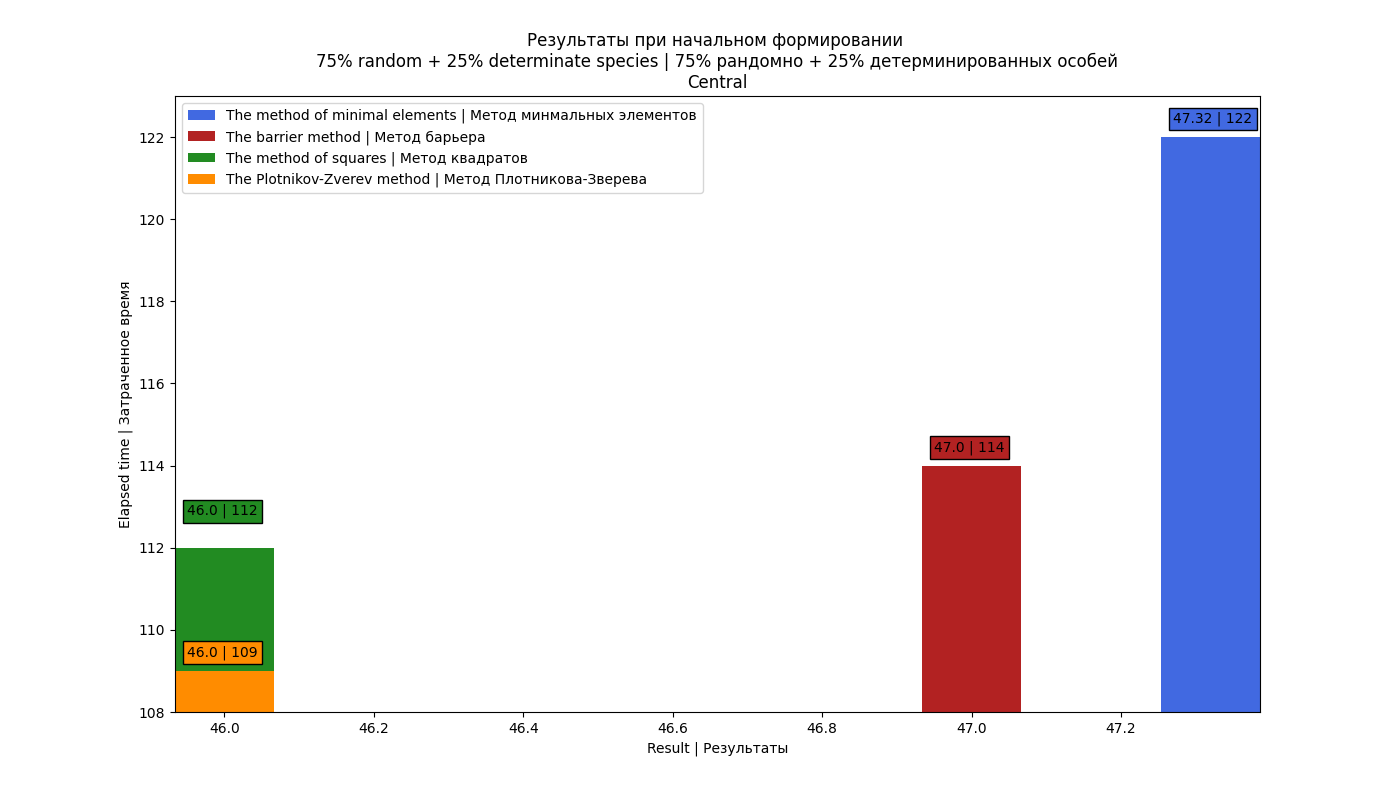 Результаты при начальном формировании
75% random + 25% determinate species | 75% рандомно + 25% детерминированных особей
Central
The method of minimal elements | Метод минмальных элементов
The barrier method | Метод барьера
The method of squares | Метод квадратов
The Plotnikov-Zverev method | Метод Плотникова-Зверева
47.32 | 122
47.0 | 114
46.0 | 112
46.0 | 109
Elapsed time | Затраченное время
122
120
118
116
114
112
110
108
46.0
46.2
46.4
46.6
46.8
47.0
47.2
Result | Результаты